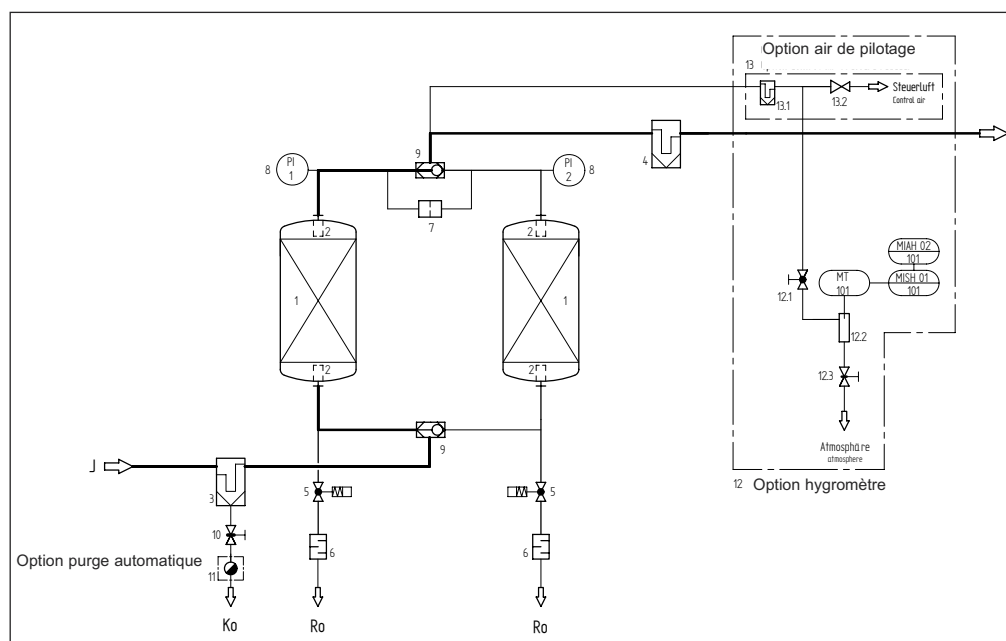 Option air de pilotage
13
13.1
13.2
Steuerluft
Control air
9
4
8
PI
1
PI
2
8
7
2
2
1
1
2
2
MIAH 02
101
MT
101
MISH 01
101
12.1
12.2
12.3
Atmosphäre
atmosphere
12 Option hygromètre
9
J
3
5
5
10
6
6
Option purge automatique
11
Ko
Ro
Ro